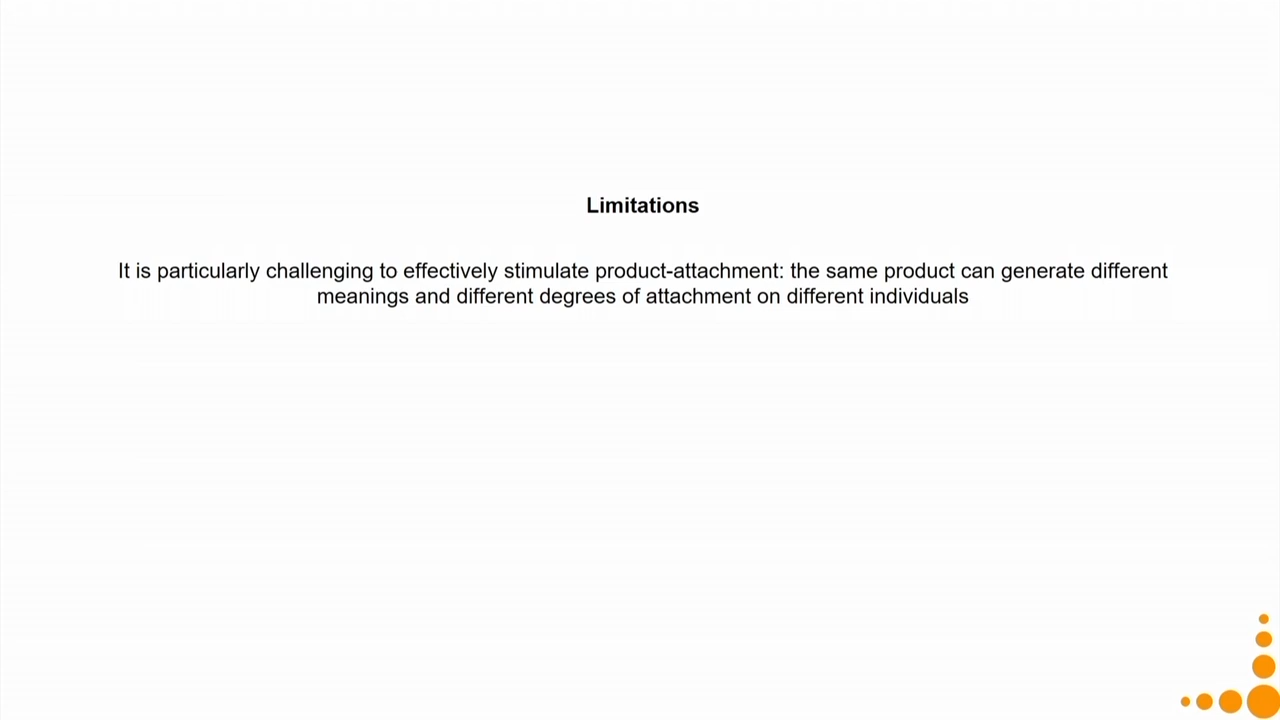 Limitations
It is particularly challenging to effectively stimulate product-attachment: the same product can generate different
meanings and different degrees of attachment on different individuals